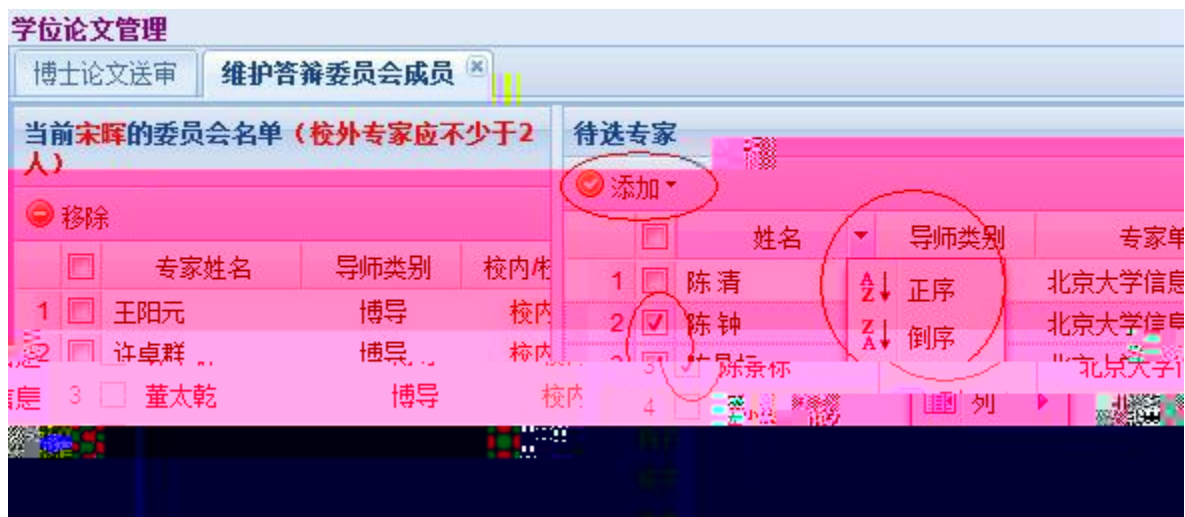 学位论文管理
博士论文送审 维护答辩委员会成员
当前宋晖的委员会名单（校外专家应不少于2人）
移除
专家姓名 导师类别 校内/校
1 王阳元 博导 校内
2 许卓群 博导 校内
3 董太乾 博导 校内
待选专家
添加
姓名 导师类别 专家单
1 陈清 北京大学信息
2 陈钟 北京大学信息
3 陈景标 北京大学信
4
正序
倒序
列